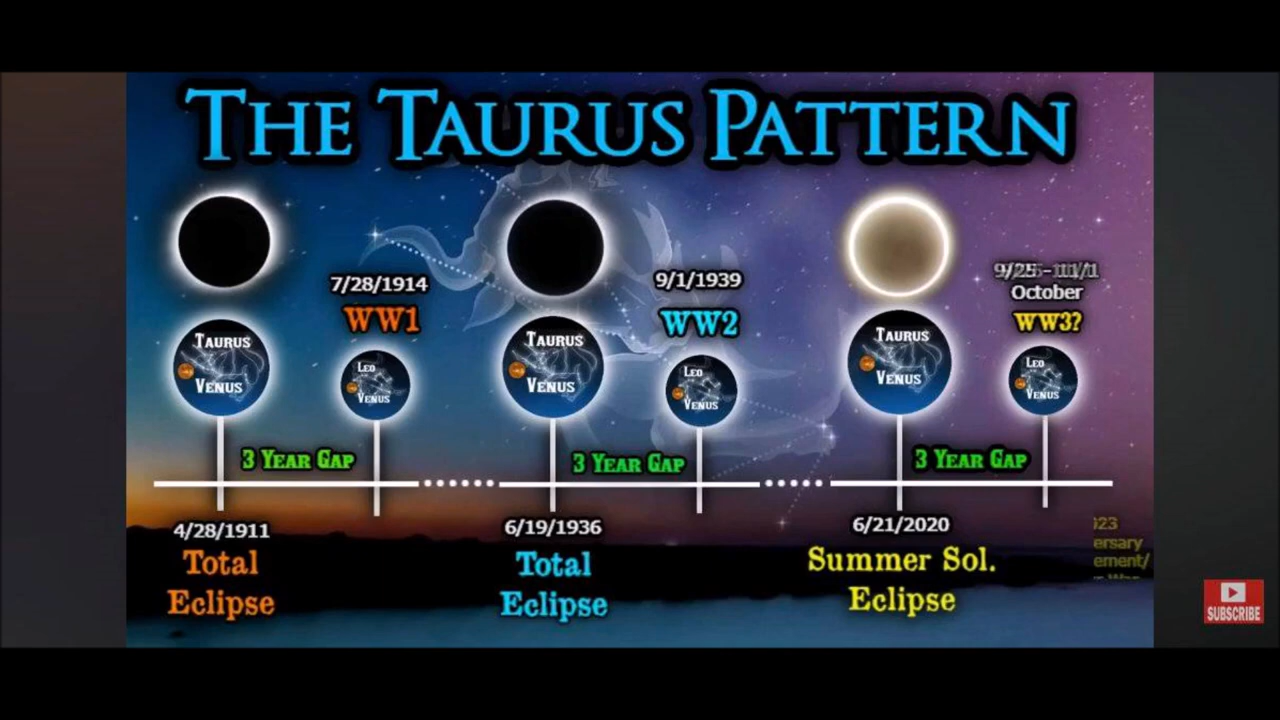 THE TAURUS PATTERN
7/28/1914
WW1
9/1/1939
WW2
October
WW3?
TAURUS
VENUS
LEO
VENUS
TAURUS
VENUS
LEO
VENUS
TAURUS
VENUS
LEO
VENUS
3 YEAR GAP
3 YEAR GAP
3 YEAR GAP
4/28/1911
Total
Eclipse
6/19/1936
Total
Eclipse
6/21/2020
Summer Sol.
Eclipse
SUBSCRIBE